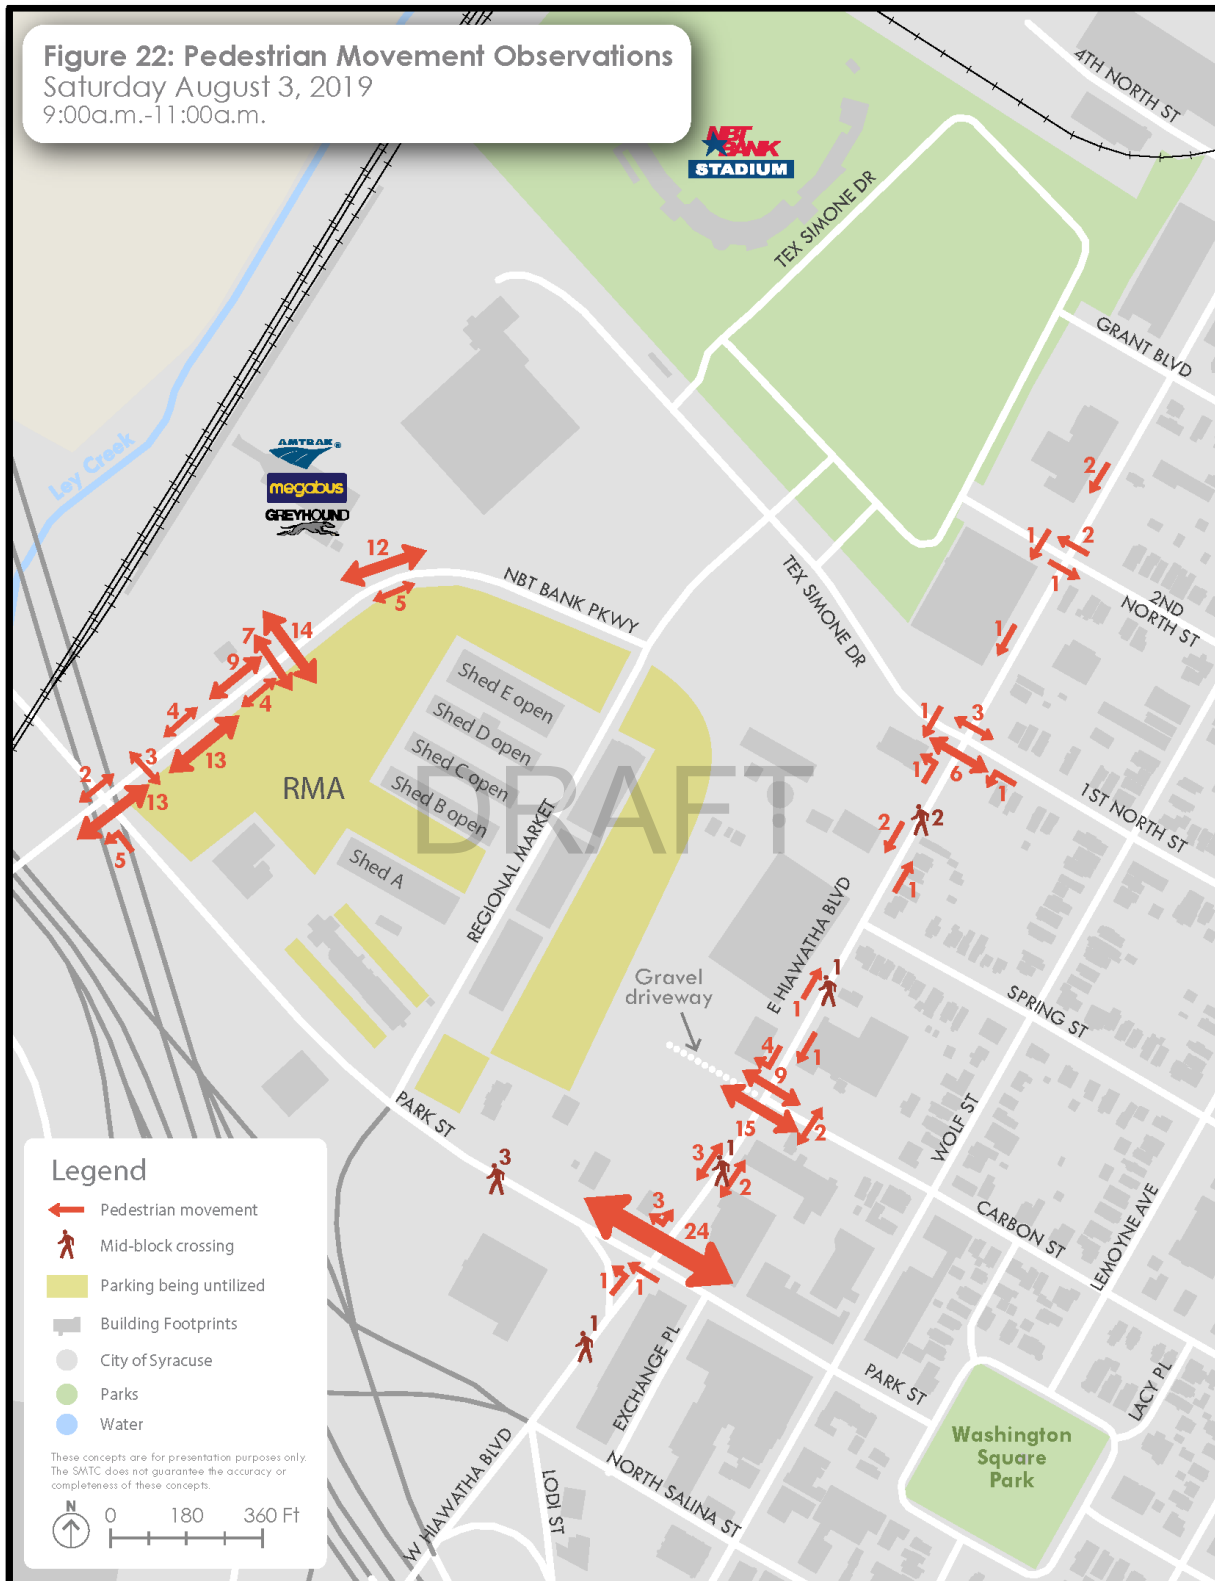 Figure 22: Pedestrian Movement Observations
Saturday August 3, 2019
9:00a.m.-11:00a.m.
4TH NORTH ST
NBT
BANK
STADIUM
TEX SIMONE DR
GRANT BLVD
Ley Creek
AMTRAK®
megabus
GREYHOUND
2
12
1
2
NBT BANK PKWY
5
TEX SIMONE DR
1
2ND
NORTH ST
7
14
1
9
Shed E open
4
4
1
3
Shed D open
3
13
Shed C open
6
2
1
1
RMA
DRAFT
1ST NORTH ST
13
Shed B open
2
2
5
Shed A
REGIONAL MARKET
1
E HIAWATHA BLVD
1
Gravel
driveway
1
SPRING ST
4
1
9
PARK ST
WOLF ST
15
2
3
1
3
2
CARBON ST
LEMOYNE AVE
3
24
1
1
1
EXCHANGE PL
PARK ST
LACY PL
Washington
Square
Park
W HIAWATHA BLVD
LODI ST
NORTH SALINA ST
Legend
Pedestrian movement
Mid-block crossing
Parking being untilized
Building Footprints
City of Syracuse
Parks
Water
These concepts are for presentation purposes only.
The SMTC does not guarantee the accuracy or
completeness of these concepts.
N
0 180 360 Ft